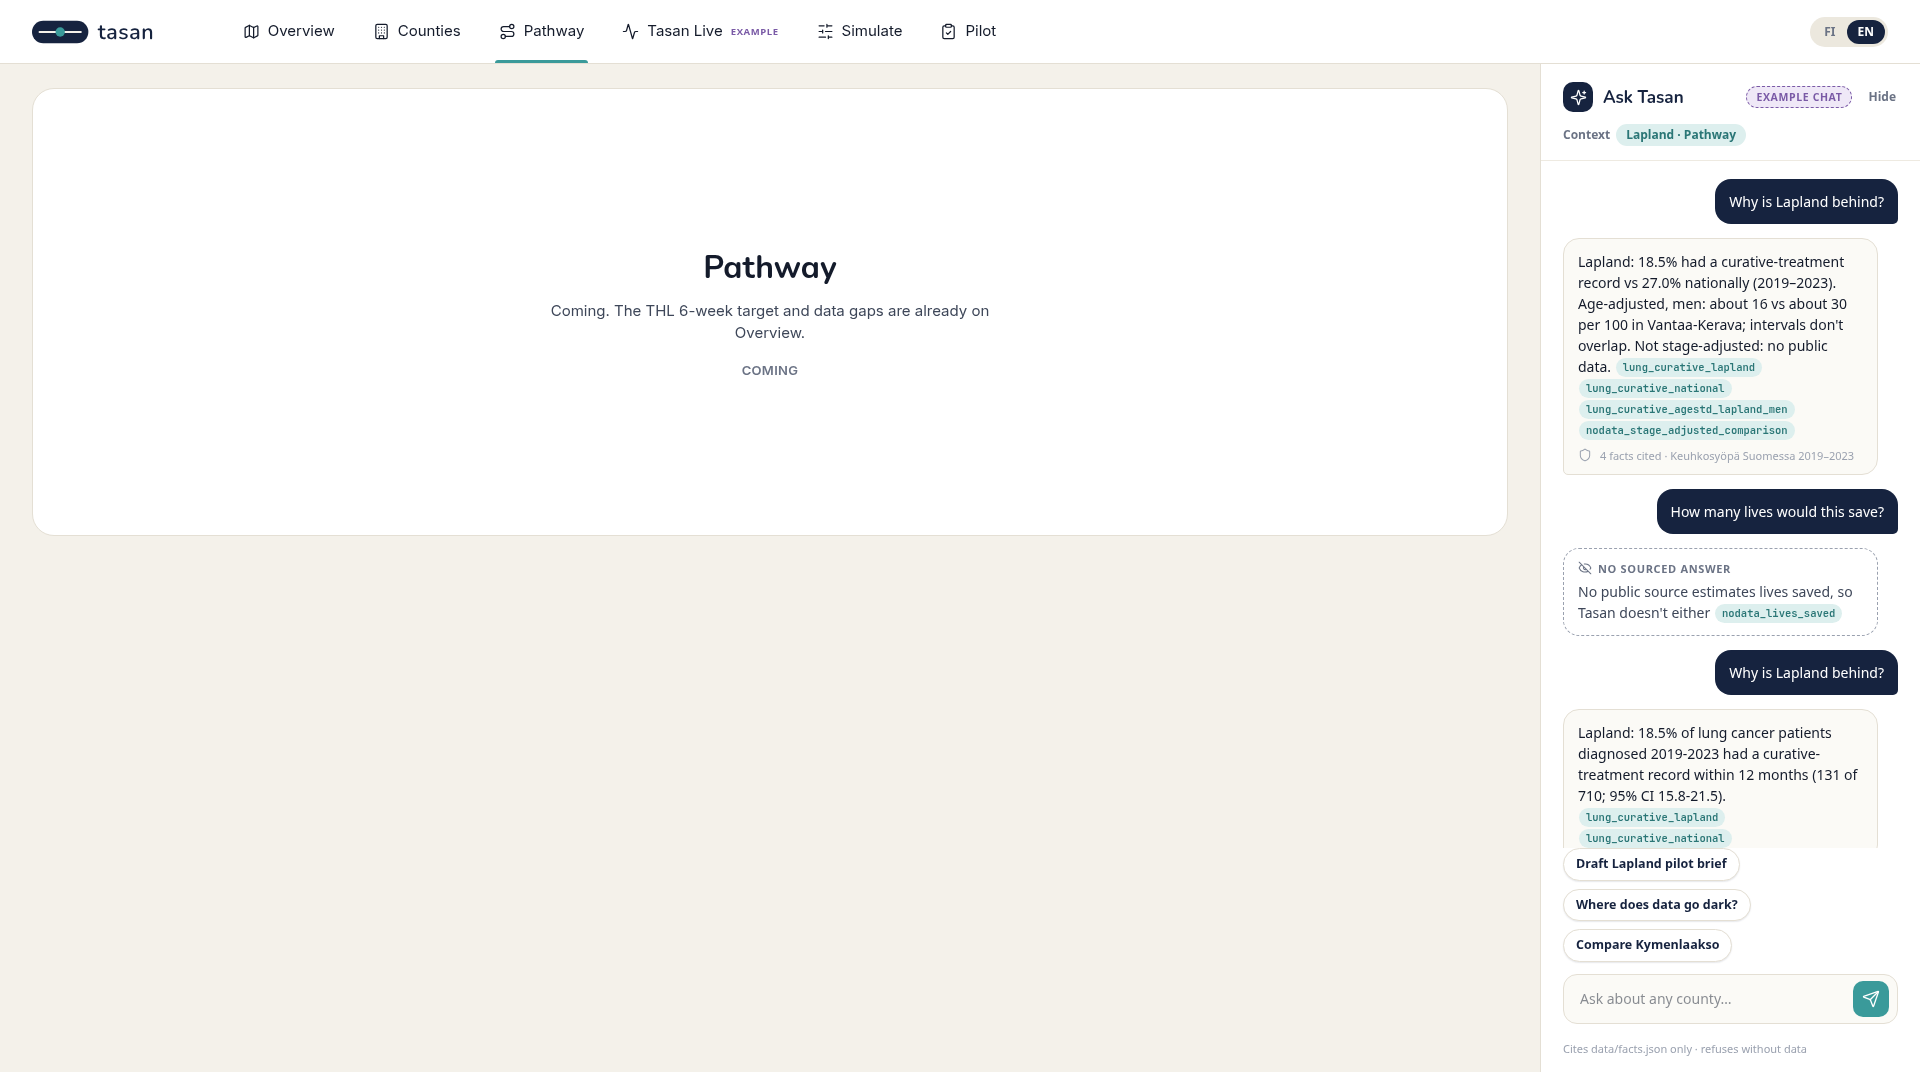 tasan
Overview
Counties
Pathway
Tasan Live EXAMPLE
Simulate
Pilot
FI EN
Pathway
Coming. The THL 6-week target and data gaps are already on
Overview.
COMING
Ask Tasan
EXAMPLE CHAT
Hide
Context Lapland · Pathway
Why is Lapland behind?
Lapland: 18.5% had a curative-treatment
record vs 27.0% nationally (2019–2023).
Age-adjusted, men: about 16 vs about 30
per 100 in Vantaa-Kerava; intervals don't
overlap. Not stage-adjusted: no public
data. lung_curative_lapland
lung_curative_national
lung_curative_agestd_lapland_men
nodata_stage_adjusted_comparison
4 facts cited · Keuhkosyöpä Suomessa 2019–2023
How many lives would this save?
NO SOURCED ANSWER
No public source estimates lives saved, so
Tasan doesn't either nodata_lives_saved
Why is Lapland behind?
Lapland: 18.5% of lung cancer patients
diagnosed 2019-2023 had a curative-
treatment record within 12 months (131 of
710; 95% CI 15.8-21.5).
lung_curative_lapland
lung_curative_national
Draft Lapland pilot brief
Where does data go dark?
Compare Kymenlaakso
Ask about any county...
Cites data/facts.json only · refuses without data